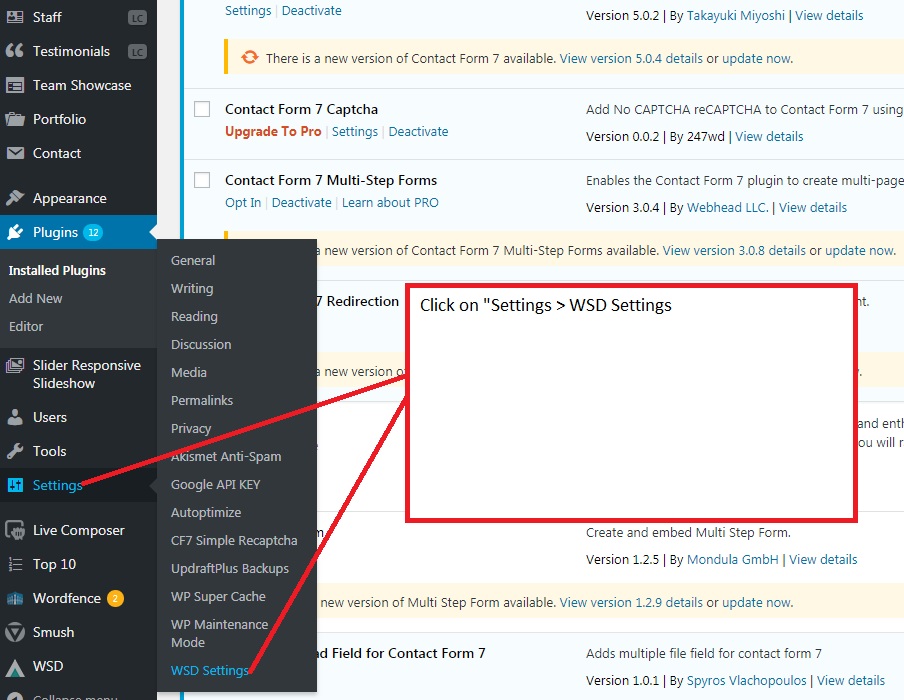 Staff LC
Testimonials LC
Team Showcase
Portfolio
Contact
Appearance
Plugins 12
Installed Plugins
Add New
Editor
Slider Responsive
Slideshow
Users
Tools
Settings
Live Composer
Top 10
Wordfence 2
Smush
WSD
Collapse menu
General
Writing
Reading
Discussion
Media
Permalinks
Privacy
Akismet Anti-Spam
Google API KEY
Autoptimize
CF7 Simple Recaptcha
UpdraftPlus Backups
WP Super Cache
WP Maintenance
Mode
WSD Settings
Settings | Deactivate
Version 5.0.2 | By Takayuki Miyoshi | View details
There is a new version of Contact Form 7 available. View version 5.0.4 details or update now.
Contact Form 7 Captcha
Upgrade To Pro | Settings | Deactivate
Add No CAPTCHA reCAPTCHA to Contact Form 7 using
Version 0.0.2 | By 247wd | View details
Contact Form 7 Multi-Step Forms
Opt In | Deactivate | Learn about PRO
Enables the Contact Form 7 plugin to create multi-page
Version 3.0.4 | By Webhead LLC. | View details
a new version of Contact Form 7 Multi-Step Forms available. View version 3.0.8 details or update now.
7 Redirection
Click on "Settings > WSD Settings
a new version
Create and embed Multi Step Form.
Version 1.2.5 | By Mondula GmbH | View details
new version of Multi Step Form available. View version 1.2.9 details or update now.
Field for Contact Form 7
Adds multiple file field for contact form 7
Version 1.0.1 | By Spyros Vlachopoulos | View details